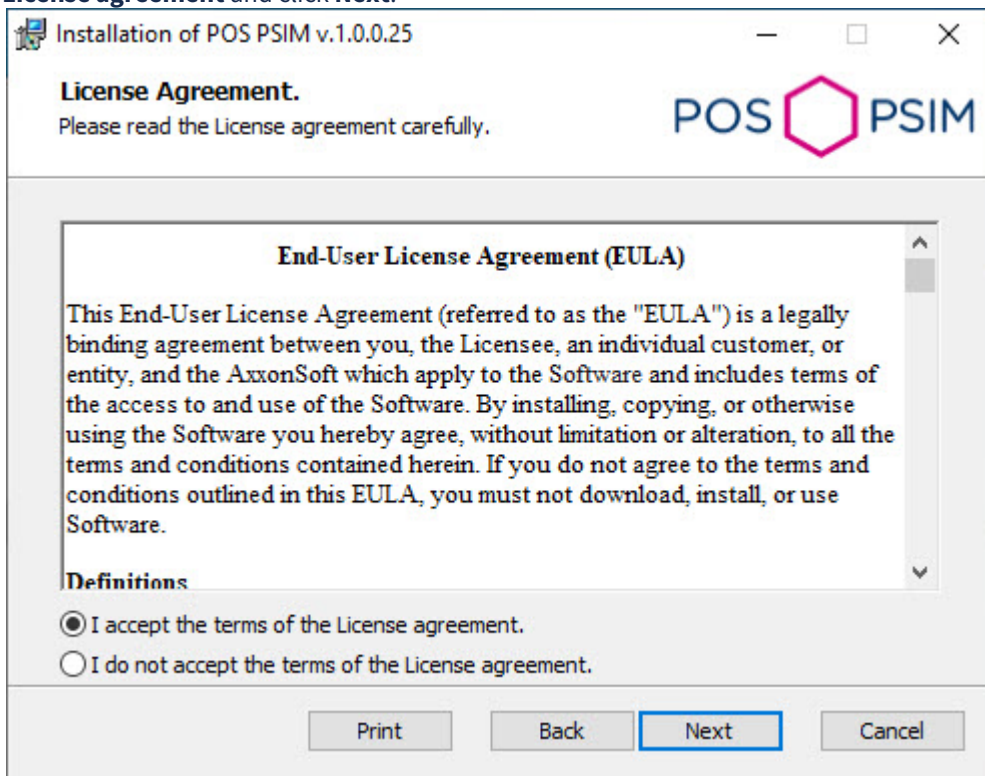 License agreement and click Next.
Installation of POS PSIM v.1.0.0.25
License Agreement.
Please read the License agreement carefully.
POS PSIM
End-User License Agreement (EULA)
This End-User License Agreement (referred to as the "EULA") is a legally
binding agreement between you, the Licensee, an individual customer, or
entity, and the AxxonSoft which apply to the Software and includes terms of
the access to and use of the Software. By installing, copying, or otherwise
using the Software you hereby agree, without limitation or alteration, to all the
terms and conditions contained herein. If you do not agree to the terms and
conditions outlined in this EULA, you must not download, install, or use
Software.
Definitions
I accept the terms of the License agreement.
I do not accept the terms of the License agreement.
Print Back Next Cancel